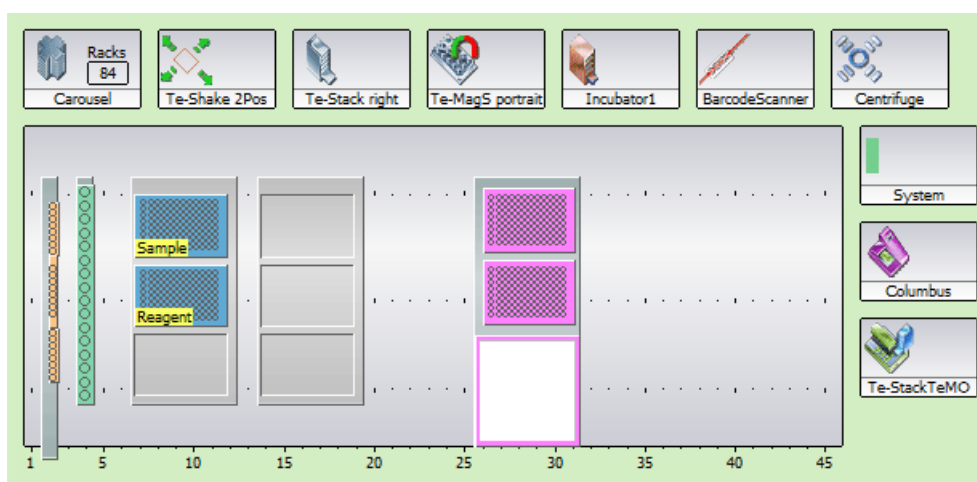 Racks
84
Carousel
Te-Shake 2Pos
Te-Stack right
Te-MagS portrait
Incubator1
BarcodeScanner
Centrifuge
System
Sample
Columbus
Reagent
Te-StackTeMO
1 5 10 15 20 25 30 35 40 45